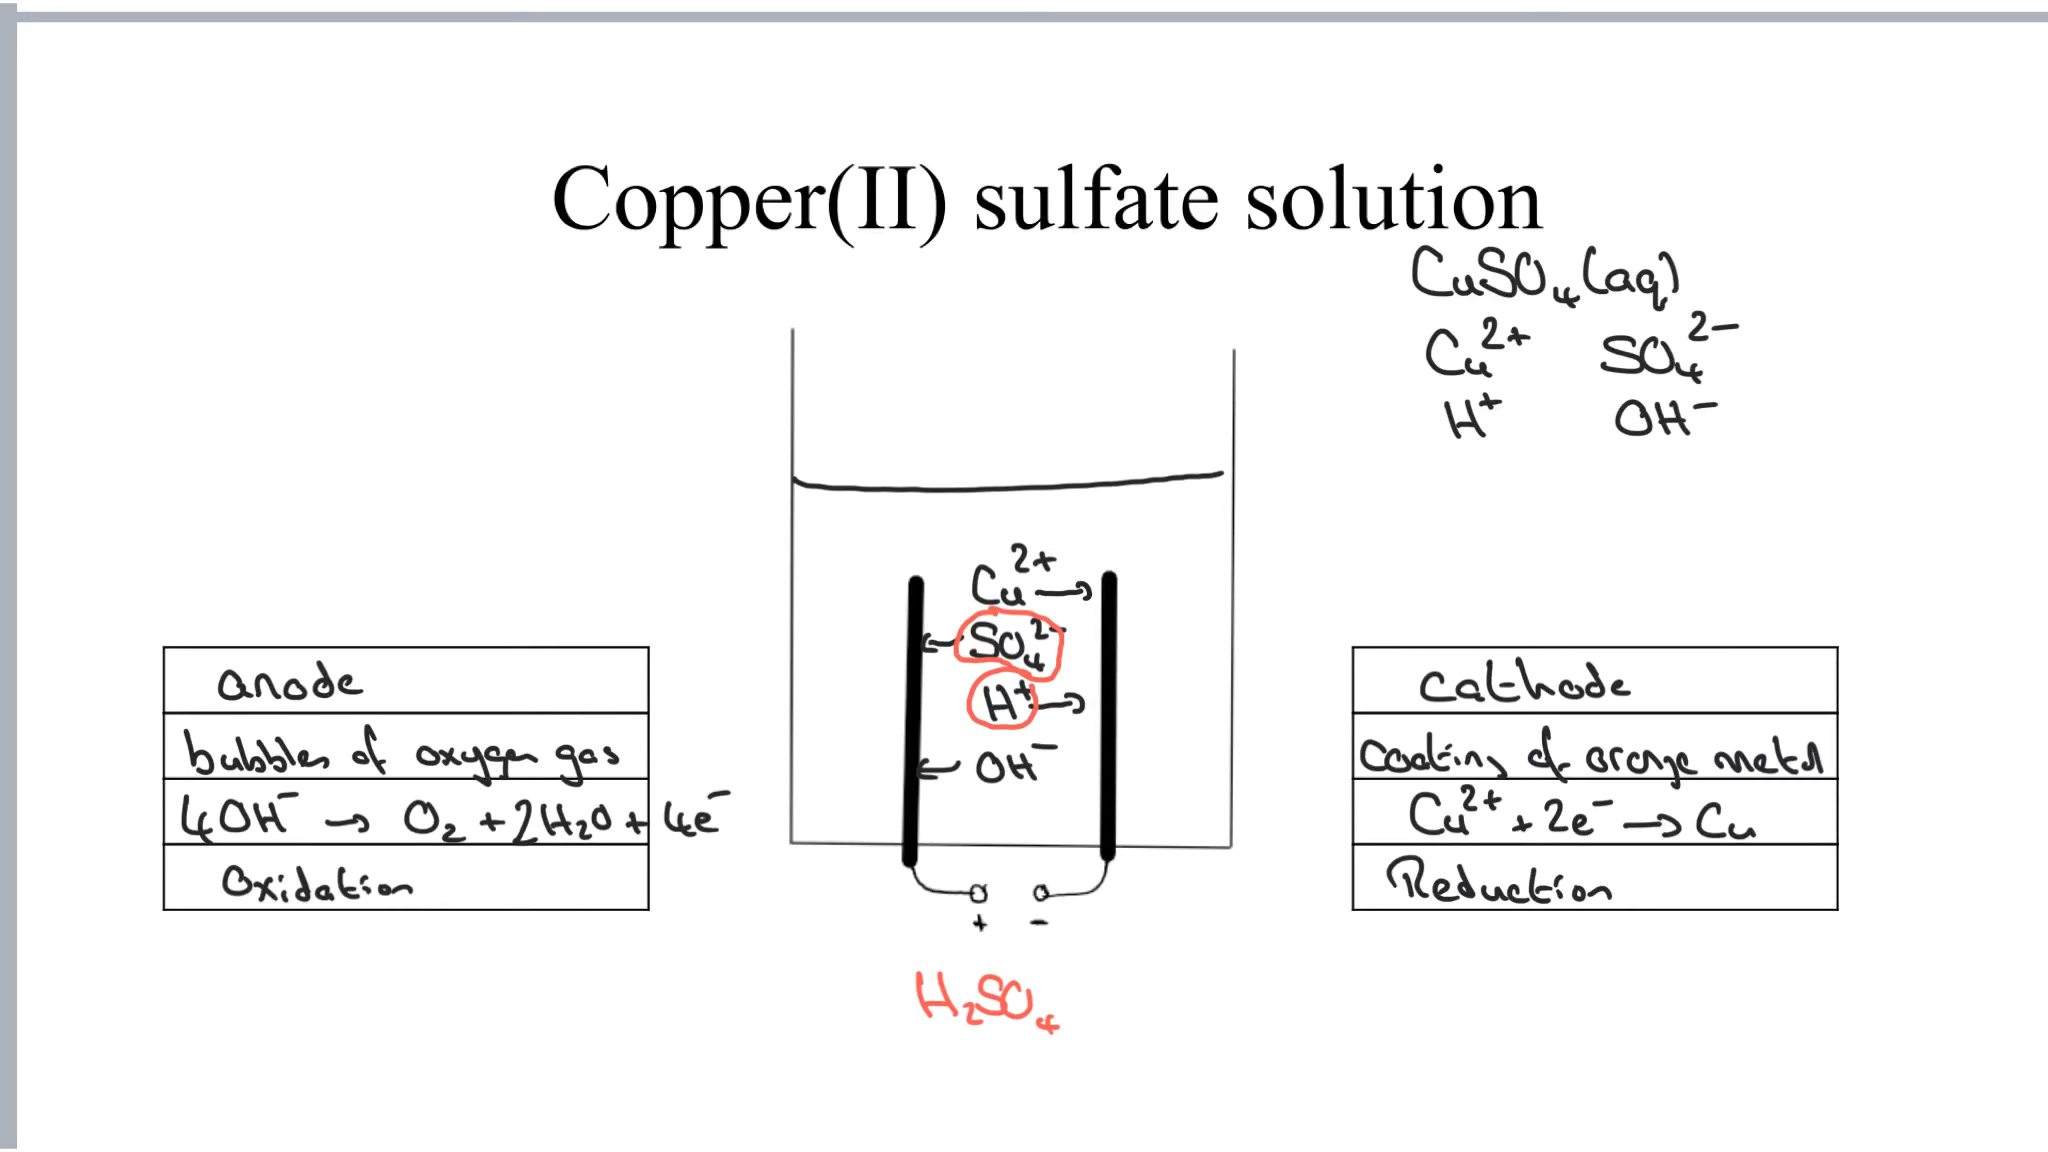 Copper(II) sulfate solution
CuSO₄(aq)
Cu²⁺ SO₄²⁻
H⁺ OH⁻
Cu²⁺ →
← SO₄²⁻
H⁺ →
← OH⁻
+ -
H₂SO₄
anode
bubbles of oxygen gas
4OH⁻ → O₂ + 2H₂O + 4e⁻
Oxidation
Cathode
Coating of orange metal
Cu²⁺ + 2e⁻ → Cu
Reduction